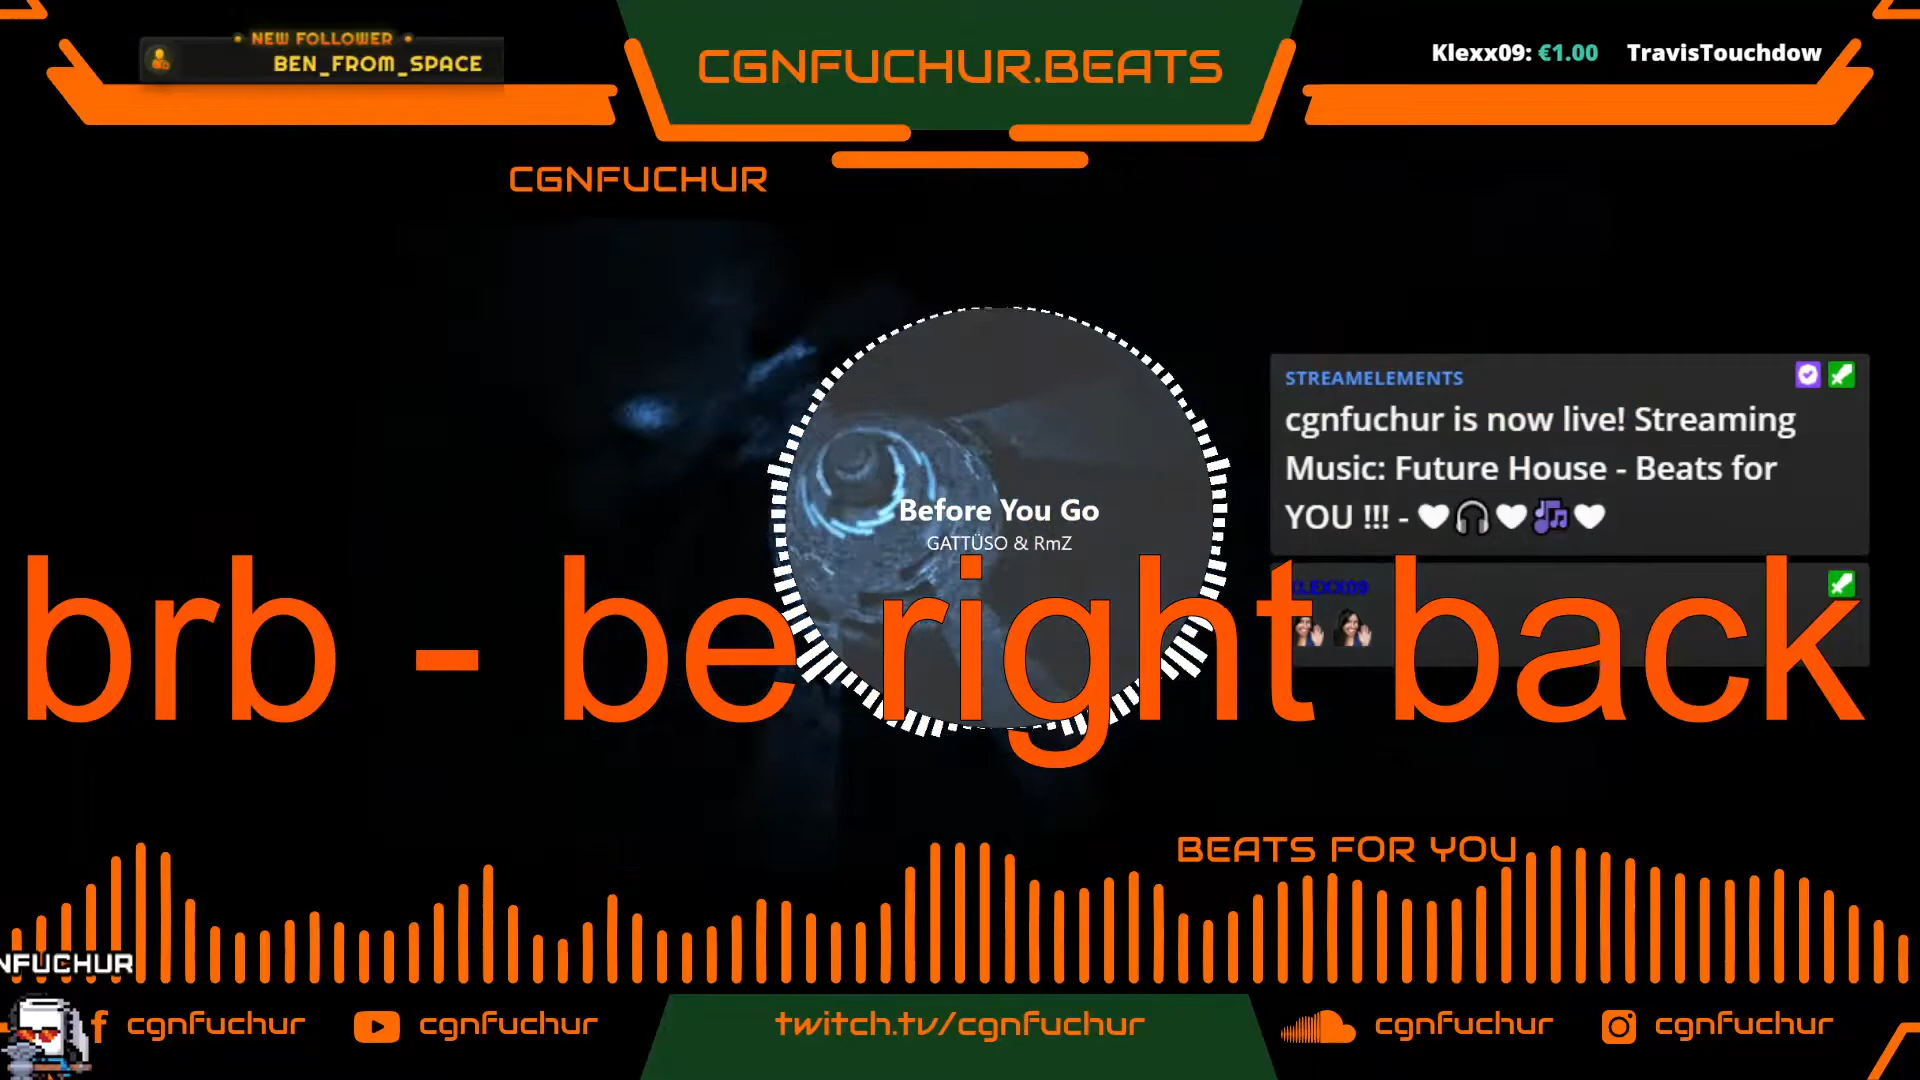 NEW FOLLOWER
BEN_FROM_SPACE
CGNFUCHUR.BEATS
Klexx09: €1.00 TravisTouchdow
CGNFUCHUR
STREAMELEMENTS
cgnfuchur is now live! Streaming
Music: Future House - Beats for
YOU !!! -
Before You Go
GATTÜSO & RmZ
KLEXX09
brb - be right back
BEATS FOR YOU
NFUCHUR
cgnfuchur
cgnfuchur
twitch.tv/cgnfuchur
cgnfuchur
cgnfuchur